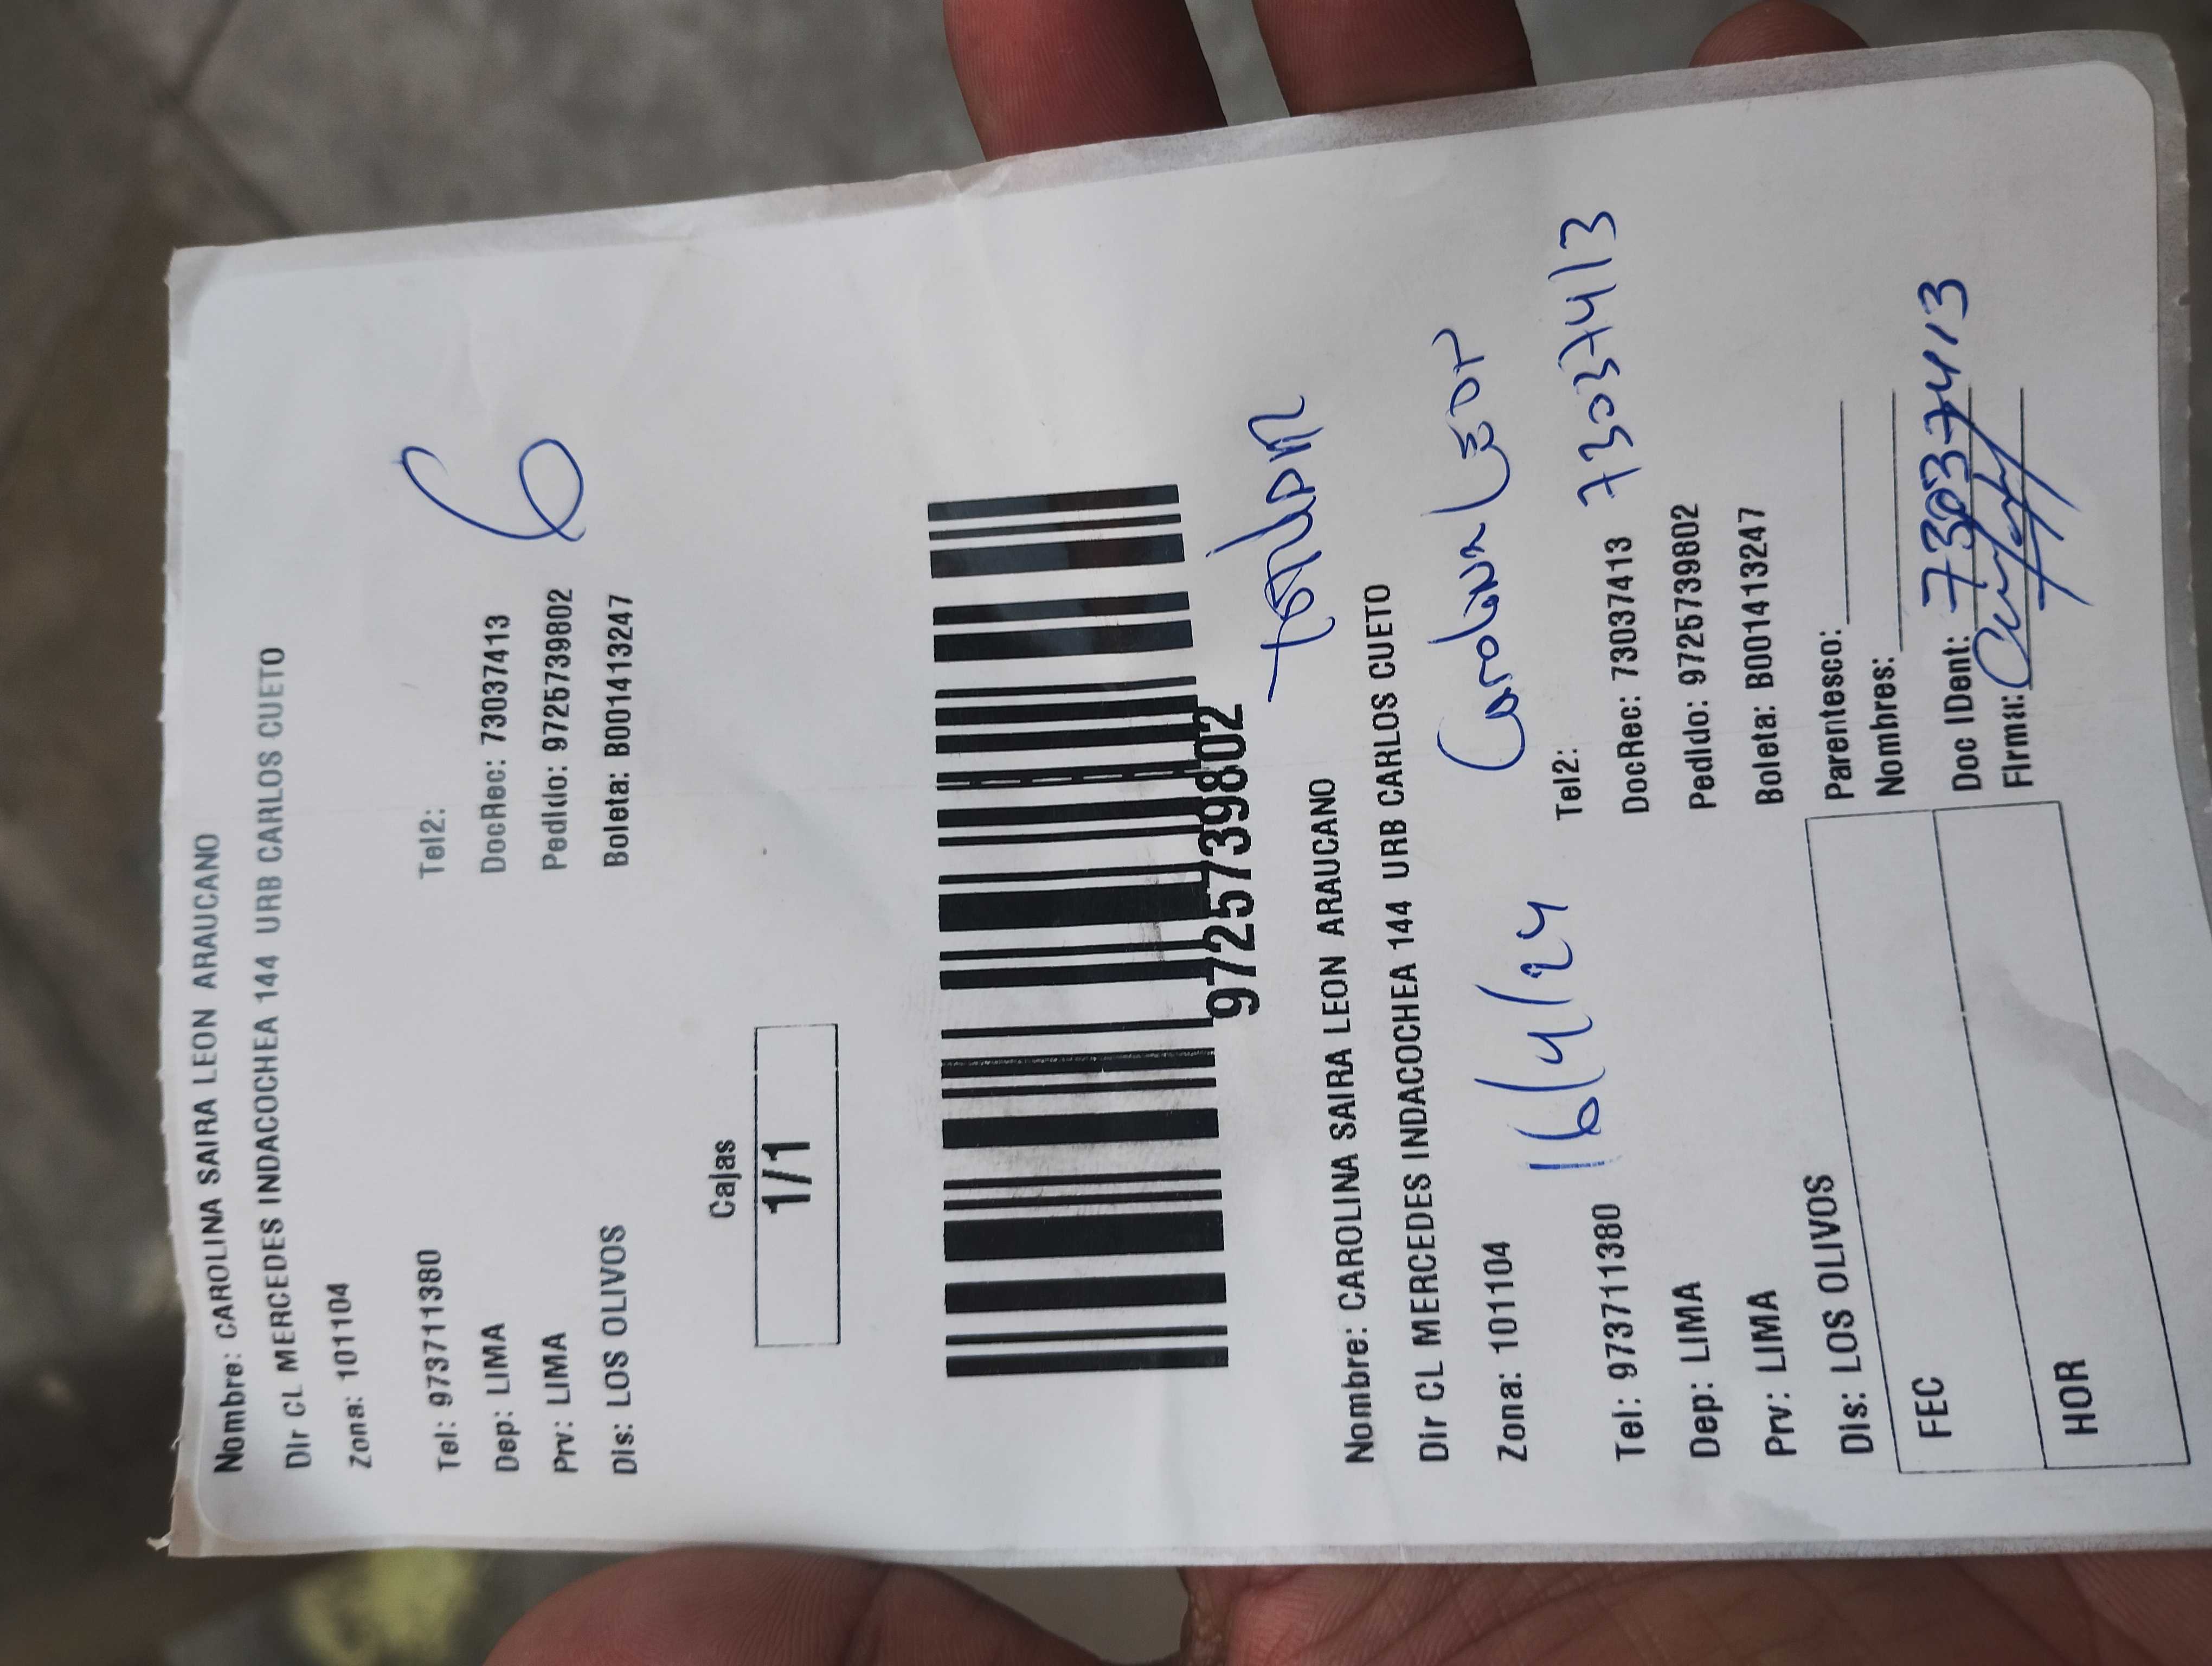 Nombre: CAROLINA SAIRA LEON ARAUCANO
Dir CL MERCEDES INDACOCHEA 144 URB CARLOS CUETO
Zona: 101104
Tel: 973711380 Tel2:
Dep: LIMA DocRec: 73037413
Prv: LIMA Pedido: 972573980​2 6
Dis: LOS OLIVOS Boleta: B001413247
Cajas
1/1
9725739802
Nombre: CAROLINA SAIRA LEON ARAUCANO
Dir CL MERCEDES INDACOCHEA 144 URB CARLOS CUETO
Carolina Leon
Zona: 101104 16/4/24 Tel2:
73037413
Tel: 973711380 DocRec: 73037413
Dep: LIMA Pedido: 9725739802
Prv: LIMA Boleta: B001413247
Dis: LOS OLIVOS Parentesco:
FEC Nombres:
Doc IDent: 73037413
HOR Firma: